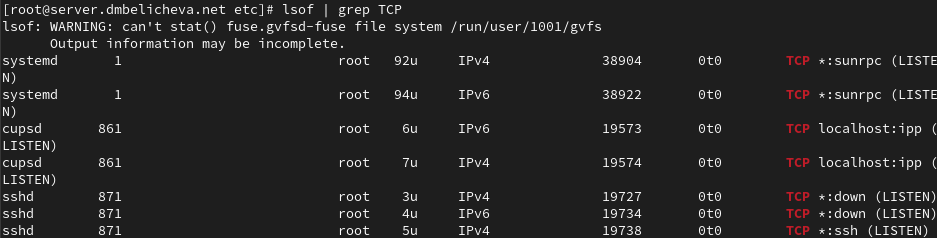 [root@server.dmbelicheva.net etc]# lsof | grep TCP
lsof: WARNING: can't stat() fuse.gvfsd-fuse file system /run/user/1001/gvfs
      Output information may be incomplete.
systemd       1                           root   92u     IPv4              38904       0t0        TCP *:sunrpc (LISTE
N)
systemd       1                           root   94u     IPv6              38922       0t0        TCP *:sunrpc (LISTE
N)
cupsd       861                           root    6u     IPv6              19573       0t0        TCP localhost:ipp (
LISTEN)
cupsd       861                           root    7u     IPv4              19574       0t0        TCP localhost:ipp (
LISTEN)
sshd        871                           root    3u     IPv4              19727       0t0        TCP *:down (LISTEN)
sshd        871                           root    4u     IPv6              19734       0t0        TCP *:down (LISTEN)
sshd        871                           root    5u     IPv4              19738       0t0        TCP *:ssh (LISTEN)